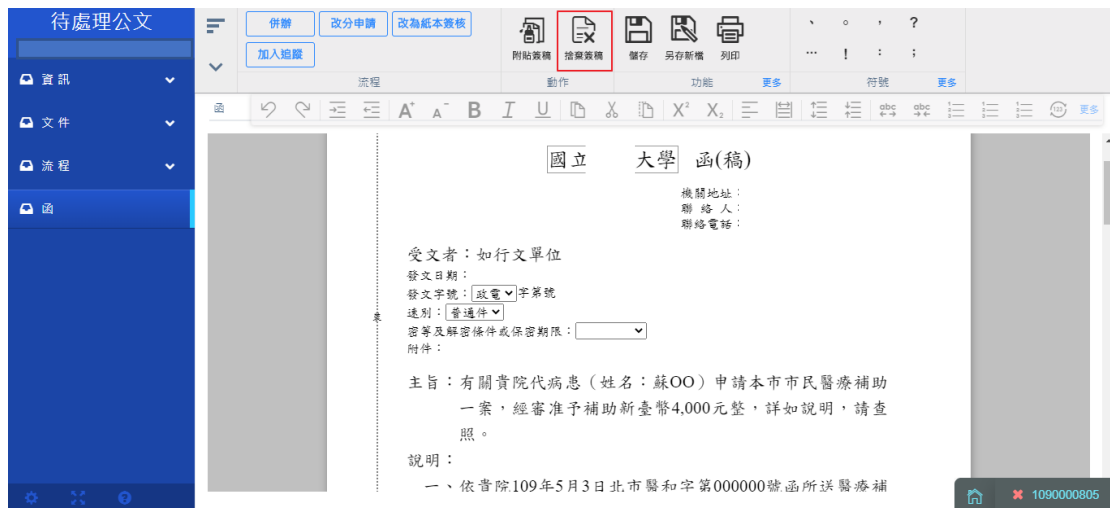 待處理公文
資訊
文件
流程
函
併辦 改分申請 改為紙本簽核
加入追蹤
流程
附貼簽稿 捨棄簽稿
動作
儲存 另存新檔 列印
功能 更多
、 。 , ?
… ! : ;
符號 更多
函
A+ A- B I U X² X₂ abc abc 123 更多
國立 大學 函(稿)
機關地址:
聯絡人:
聯絡電話:
受文者:如行文單位
發文日期:
發文字號:政電字第號
速別:普通件
密等及解密條件或保密期限:
附件:
裝
主旨:有關貴院代病患(姓名:蘇OO)申請本市市民醫療補助
一案,經審准予補助新臺幣4,000元整,詳如說明,請查
照。
說明:
一、依貴院109年5月3日北市醫和字第000000號函所送醫療補
1090000805